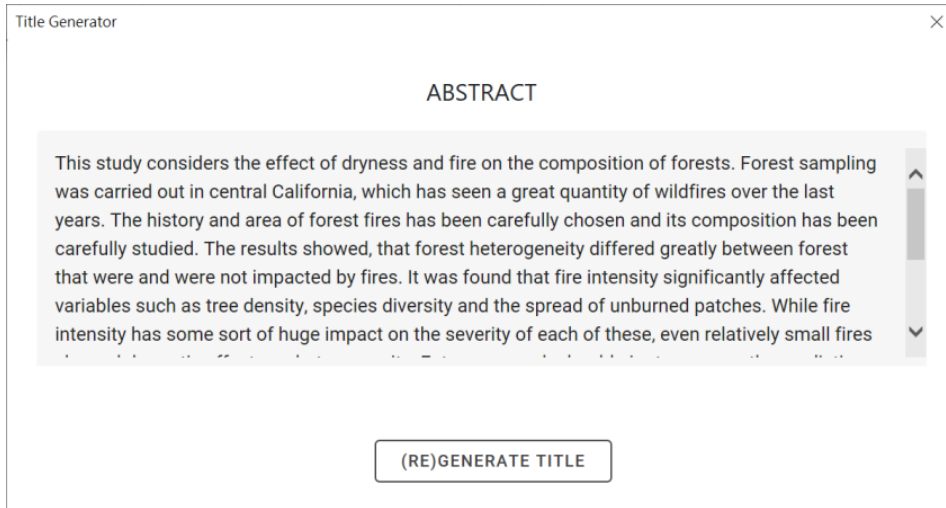 Title Generator
ABSTRACT
This study considers the effect of dryness and fire on the composition of forests. Forest sampling
was carried out in central California, which has seen a great quantity of wildfires over the last
years. The history and area of forest fires has been carefully chosen and its composition has been
carefully studied. The results showed, that forest heterogeneity differed greatly between forest
that were and were not impacted by fires. It was found that fire intensity significantly affected
variables such as tree density, species diversity and the spread of unburned patches. While fire
intensity has some sort of huge impact on the severity of each of these, even relatively small fires
(RE)GENERATE TITLE